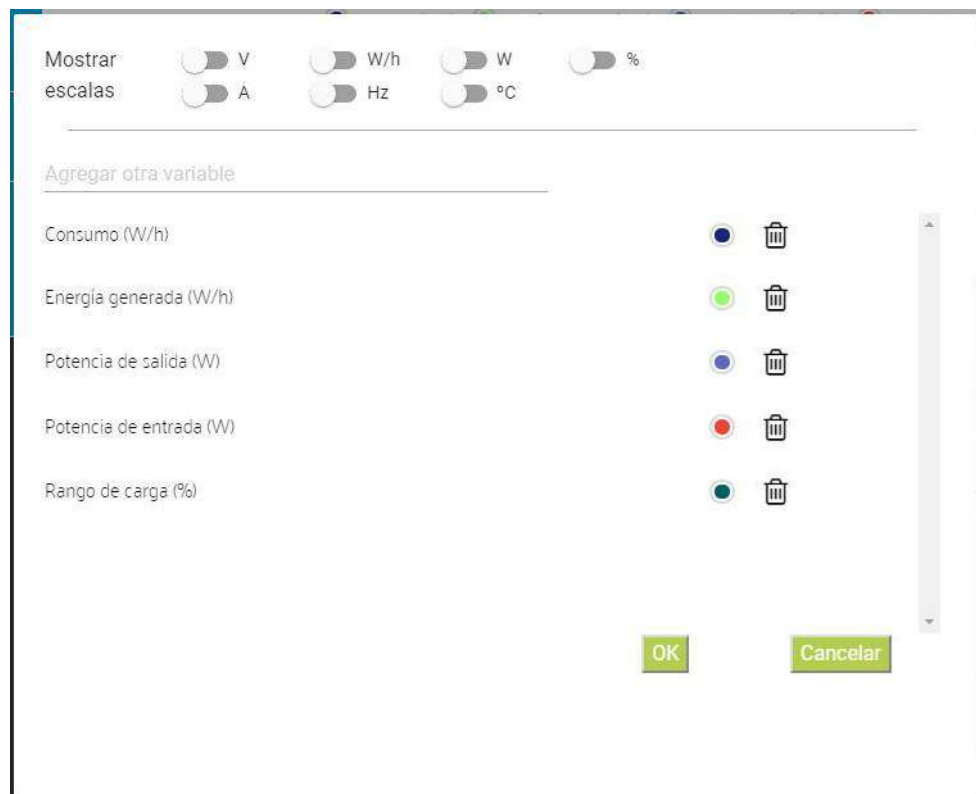 Mostrar escalas
V W/h W %
A Hz ºC
Agregar otra variable
Consumo (W/h)
Energía generada (W/h)
Potencia de salida (W)
Potencia de entrada (W)
Rango de carga (%)
OK Cancelar